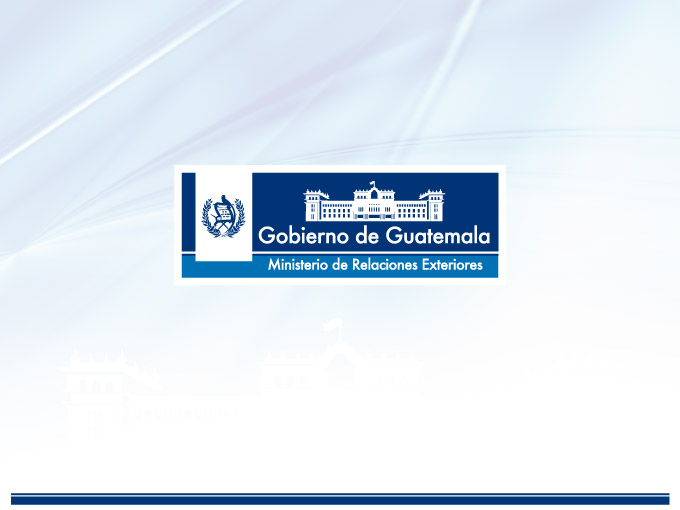 Gobierno de Guatemala
Ministerio de Relaciones Exteriores